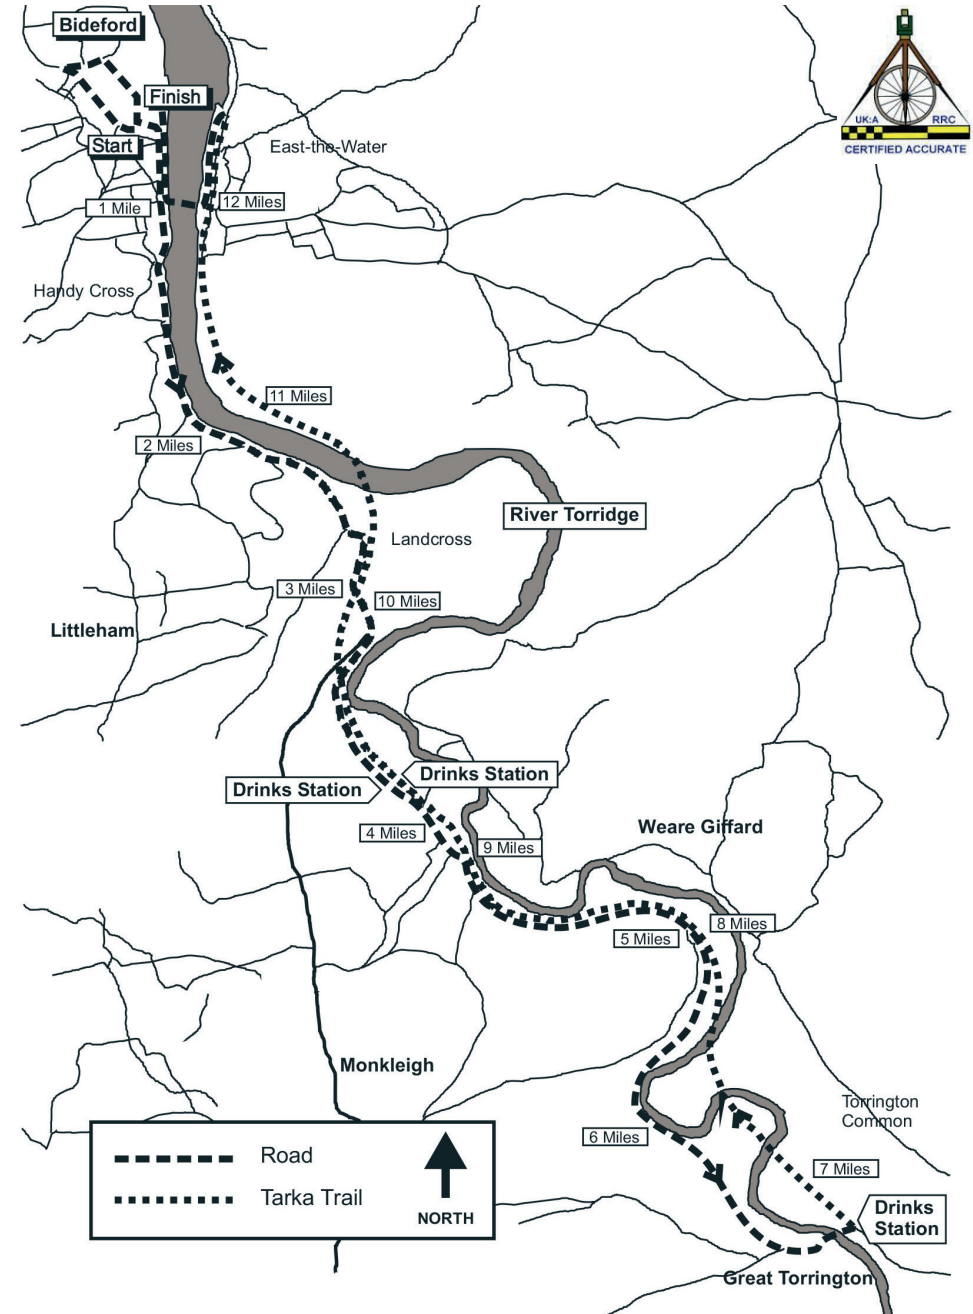 Bideford
Finish
UK:A RRC
CERTIFIED ACCURATE
Start
East-the-Water
1 Mile
12 Miles
Handy Cross
11 Miles
2 Miles
River Torridge
Landcross
3 Miles
10 Miles
Littleham
Drinks Station
Drinks Station
4 Miles
Weare Giffard
9 Miles
8 Miles
5 Miles
Monkleigh
Torrington
Common
6 Miles
7 Miles
Road
Tarka Trail
NORTH
Drinks
Station
Great Torrington